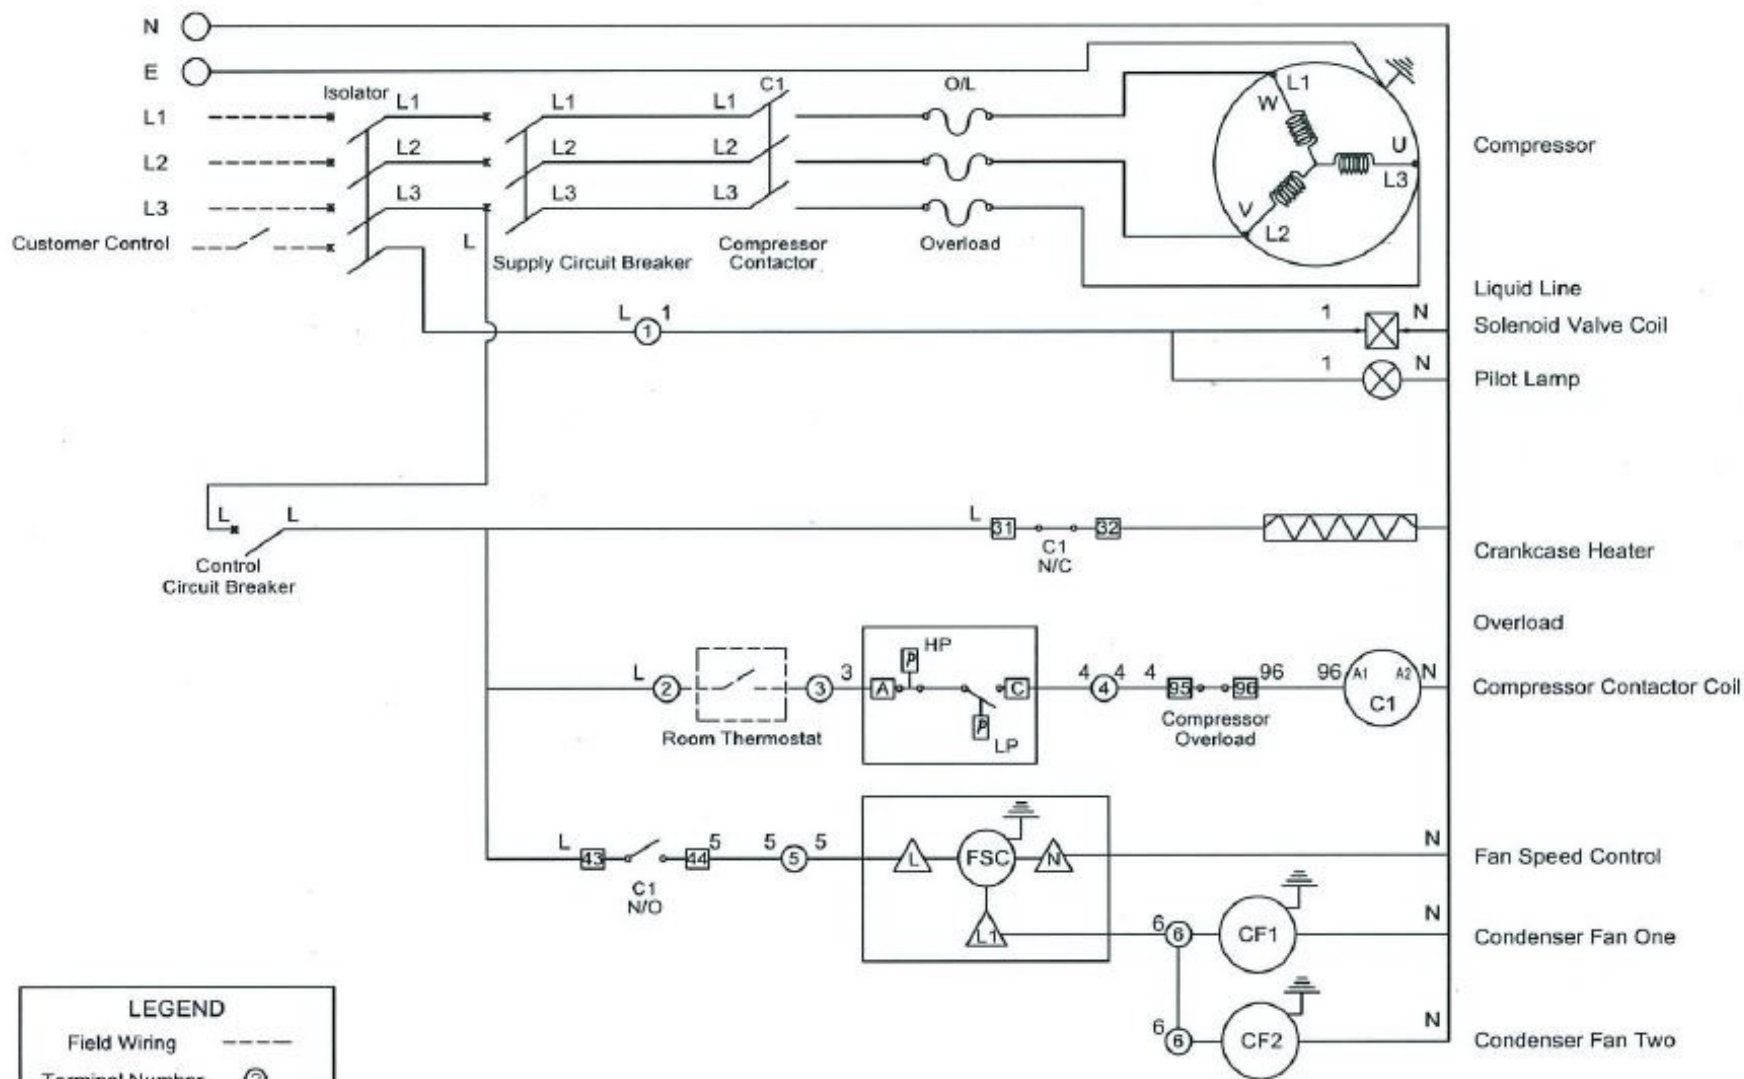 N
E
Isolator
C1
O/L
L1 L1 L1 L1 L1
W
L2 L2 L2 L2
U
Compressor
L3 L3 L3 L3 L3
V
L2
Customer Control
L
Supply Circuit Breaker
Compressor
Contactor
Overload
Liquid Line
L 1 1
1 N
Solenoid Valve Coil
1 N
Pilot Lamp
L L
Control
Circuit Breaker
L 31 32
C1
N/C
Crankcase Heater
Overload
HP
L 2 3 3 A P C 4 4 4 4 95 96 96 96 A1 A2 N
C1
Compressor Contactor Coil
Room Thermostat
P
LP
Compressor
Overload
L 43 44 5 5 5 5 L FSC N N
Fan Speed Control
C1
N/O
L1
6 6 CF1 N
Condenser Fan One
6 6 CF2 N
Condenser Fan Two
LEGEND
Field Wiring
Terminal Number 2